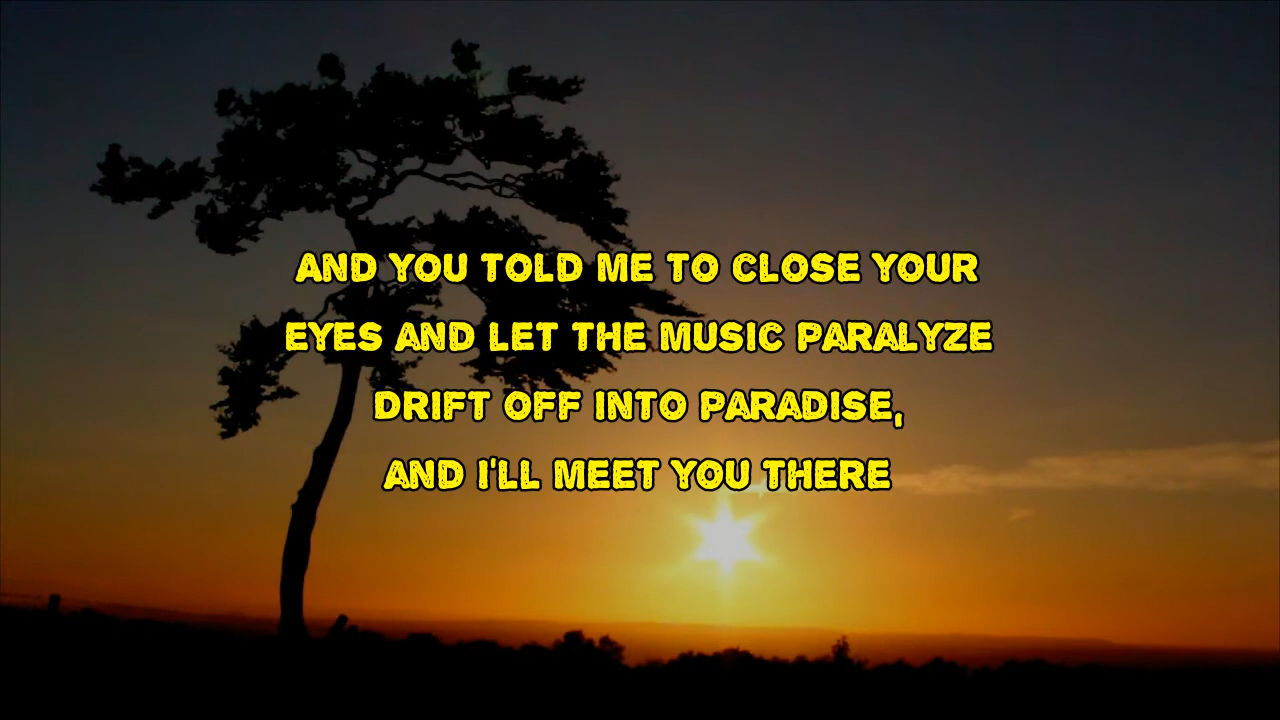 AND YOU TOLD ME TO CLOSE YOUR
EYES AND LET THE MUSIC PARALYZE
DRIFT OFF INTO PARADISE,
AND I'LL MEET YOU THERE